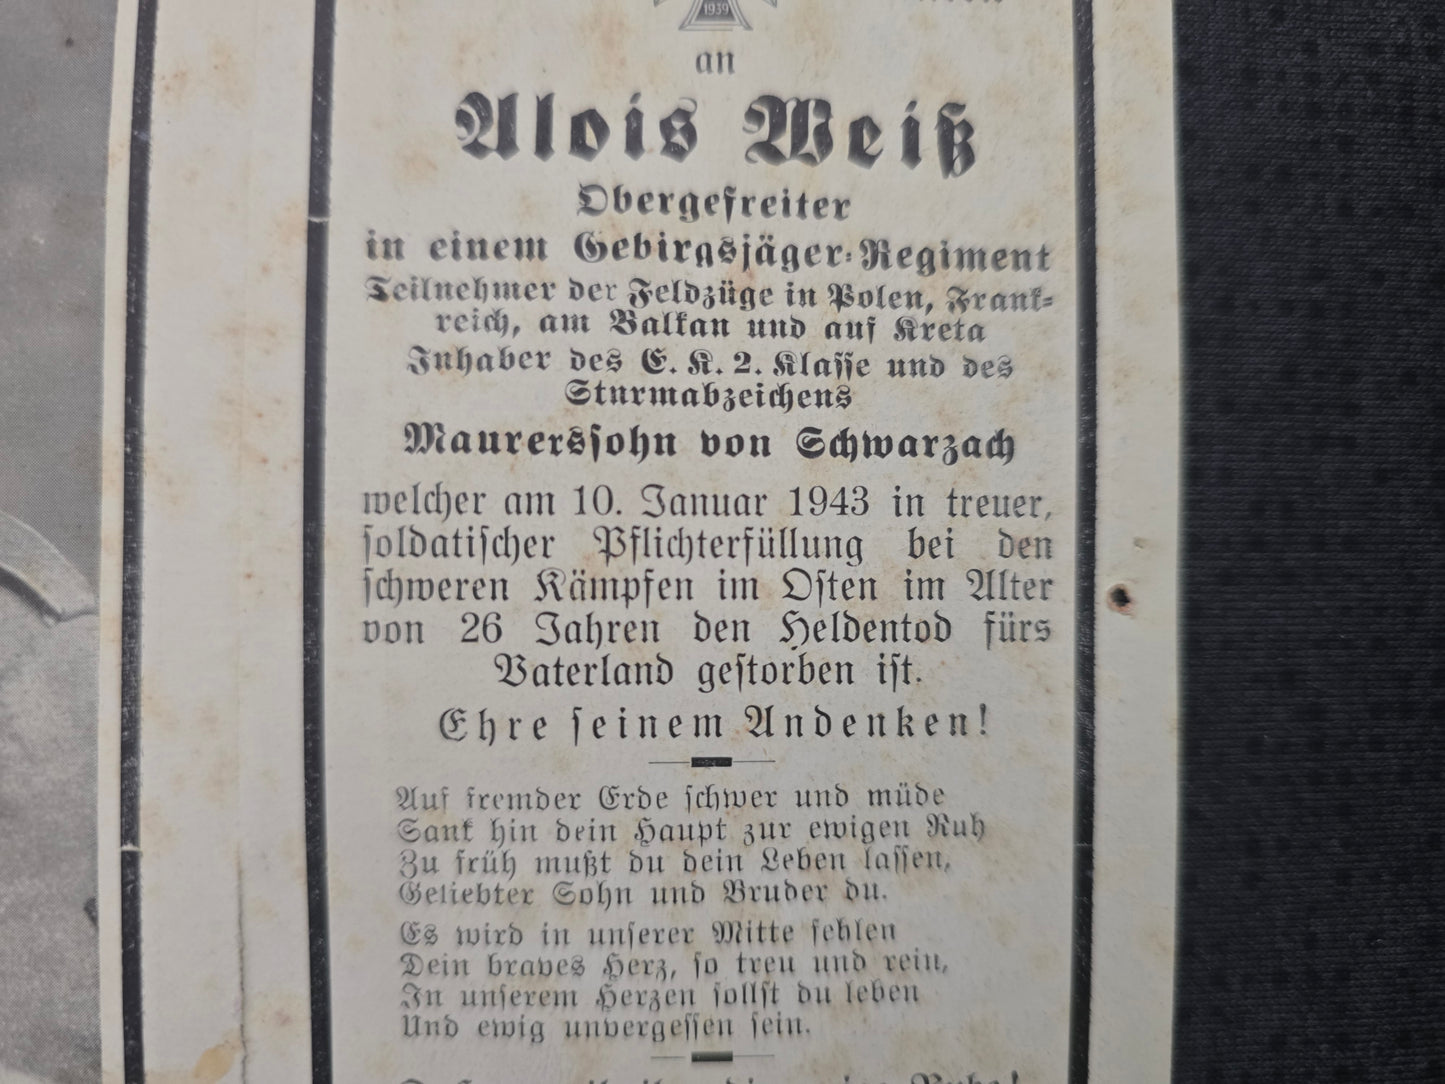 1939
an
Alois Weiß
Obergefreiter
in einem Gebirgsjäger-Regiment
Teilnehmer der Feldzüge in Polen, Frank-
reich, am Balkan und auf Kreta
Inhaber des E. K. 2. Klasse und des
Sturmabzeichens
Maurerssohn von Schwarzach
welcher am 10. Januar 1943 in treuer,
soldatischer Pflichterfüllung bei den
schweren Kämpfen im Osten im Alter
von 26 Jahren den Heldentod fürs
Vaterland gestorben ist.
Ehre seinem Andenken!
Auf fremder Erde schwer und müde
Sank hin dein Haupt zur ewigen Ruh
Zu früh mußt du dein Leben lassen,
Geliebter Sohn und Bruder du.
Es wird in unserer Mitte fehlen
Dein braves Herz, so treu und rein,
In unserem Herzen sollst du leben
Und ewig unvergessen sein.